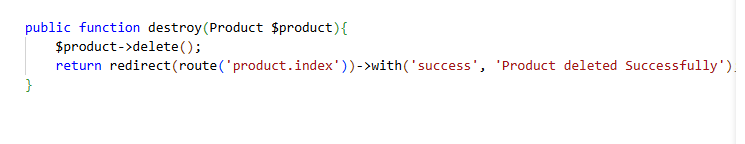 public function destroy(Product $product){
    $product->delete();
    return redirect(route('product.index'))->with('success', 'Product deleted Successfully')
}